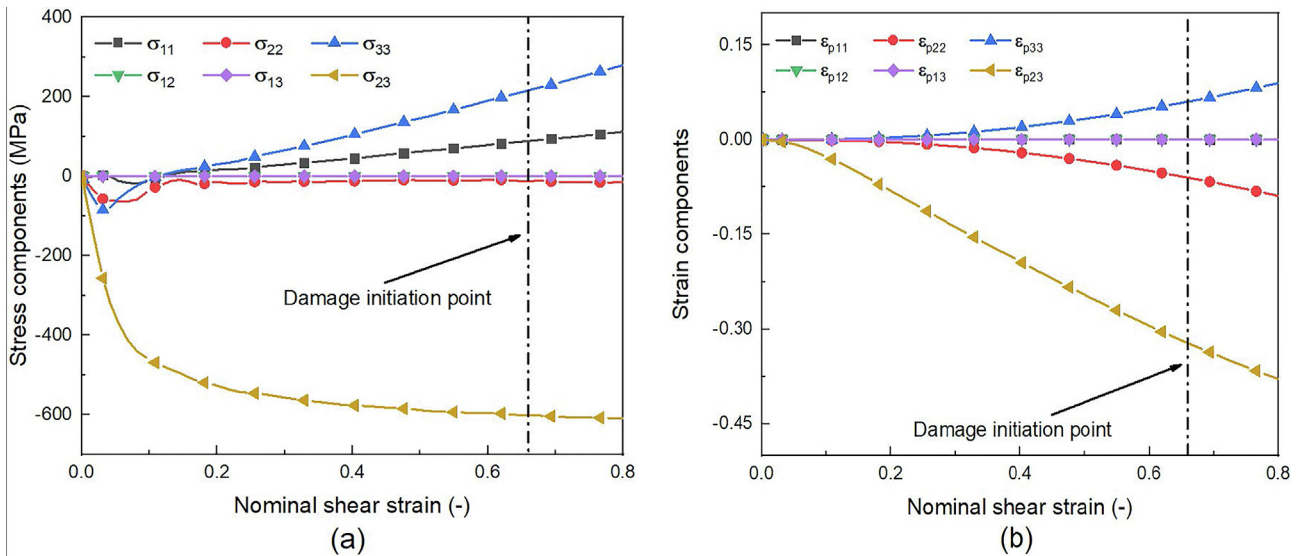 400
200
0
-200
-400
-600
Stress components (MPa)
σ11 σ22 σ33
σ12 σ13 σ23
Damage initiation point
0.0 0.2 0.4 0.6 0.8
Nominal shear strain (-)
(a)
0.15
0.00
-0.15
-0.30
-0.45
Strain components
εp11 εp22 εp33
εp12 εp13 εp23
Damage initiation point
0.0 0.2 0.4 0.6 0.8
Nominal shear strain (-)
(b)